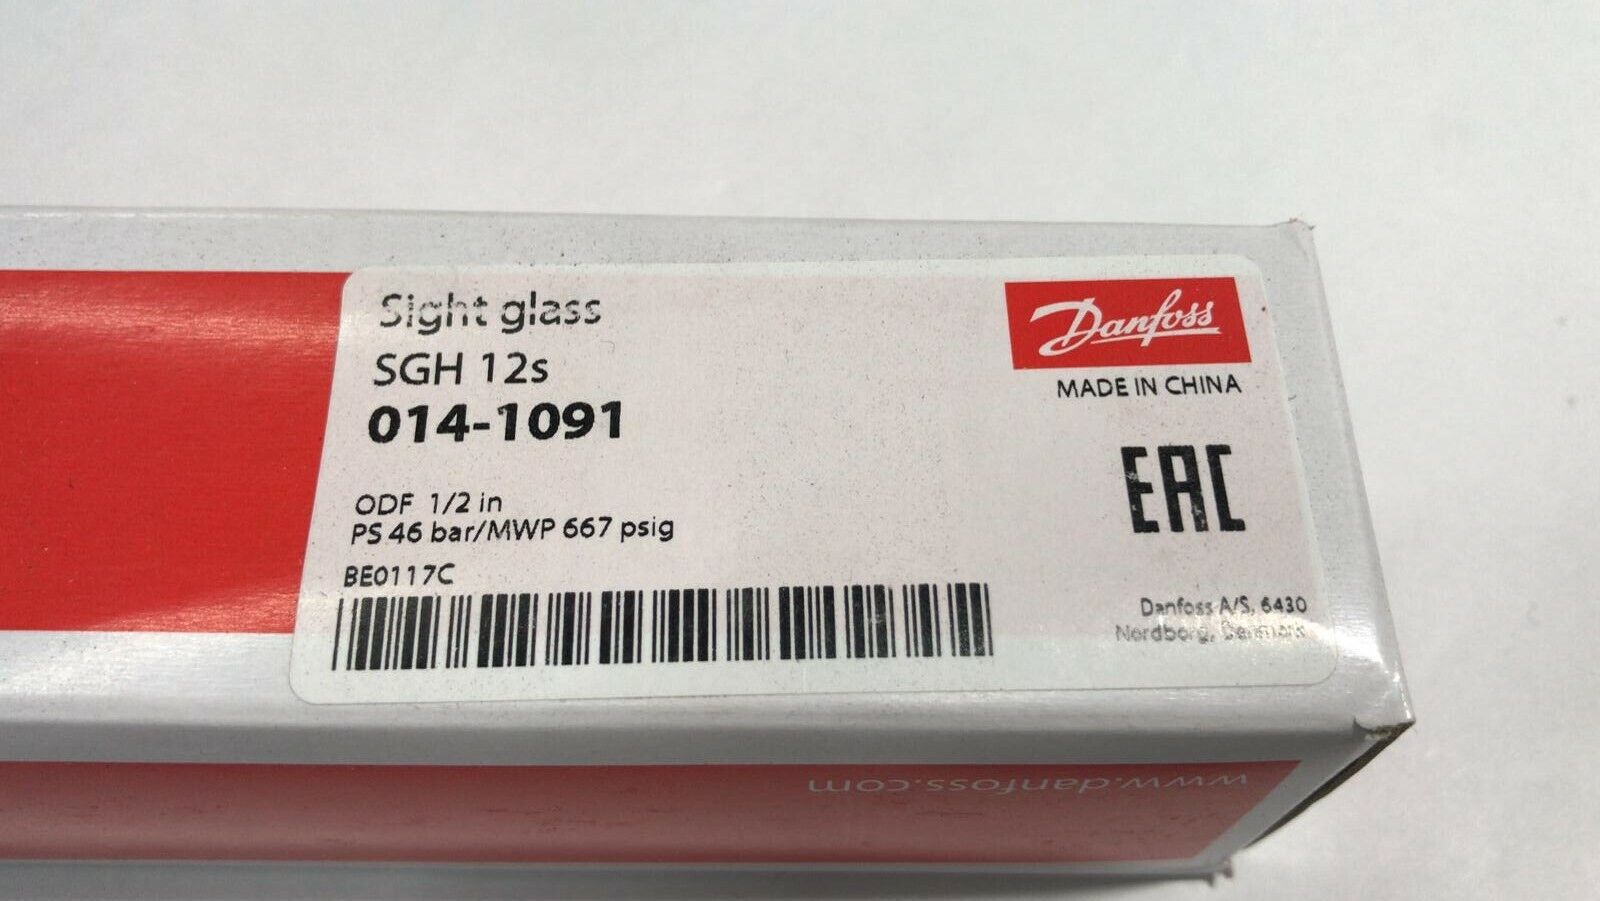 Sight glass
SGH 12s
014-1091
ODF 1/2 in
PS 46 bar/MWP 667 psig
BE0117C
Danfoss
MADE IN CHINA
EAC
Danfoss A/S, 6430
Nordborg, Denmark
www.danfoss.com